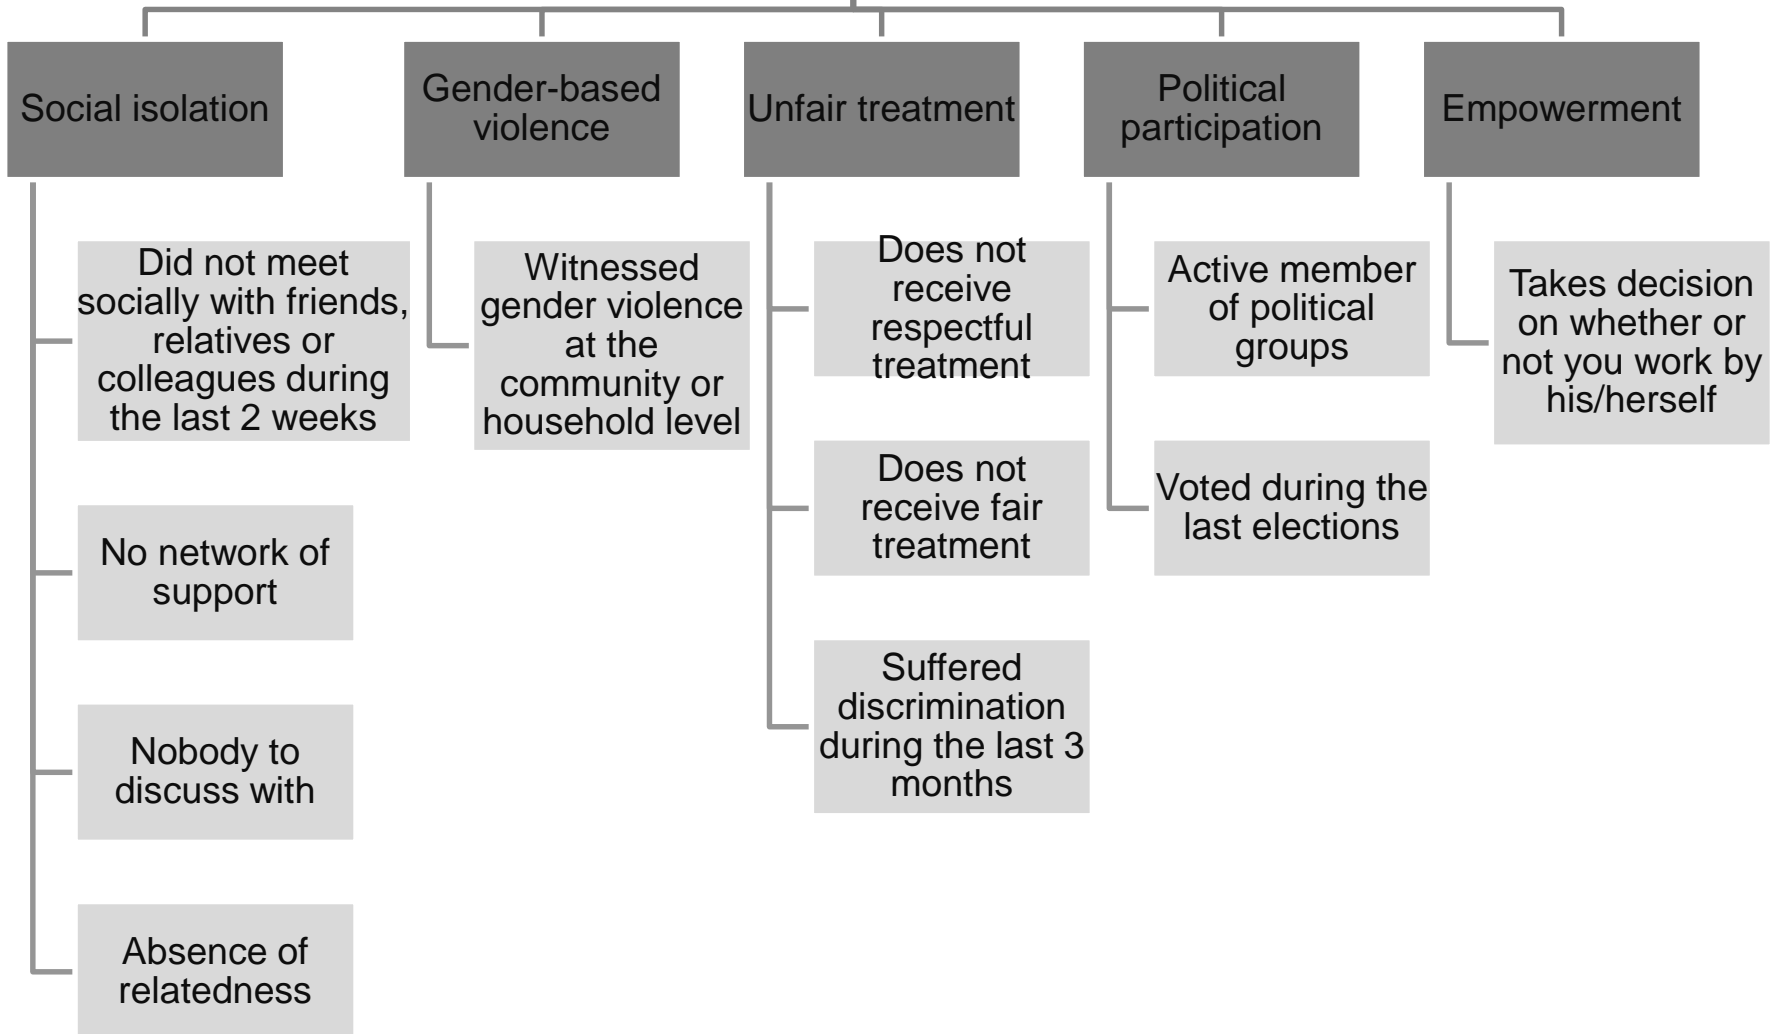 Social isolation
Gender-based
violence
Unfair treatment
Political
participation
Empowerment
Did not meet
socially with friends,
relatives or
colleagues during
the last 2 weeks
No network of
support
Nobody to
discuss with
Absence of
relatedness
Witnessed
gender violence
at the
community or
household level
Does not
receive
respectful
treatment
Does not
receive fair
treatment
Suffered
discrimination
during the last 3
months
Active member
of political
groups
Voted during the
last elections
Takes decision
on whether or
not you work by
his/herself